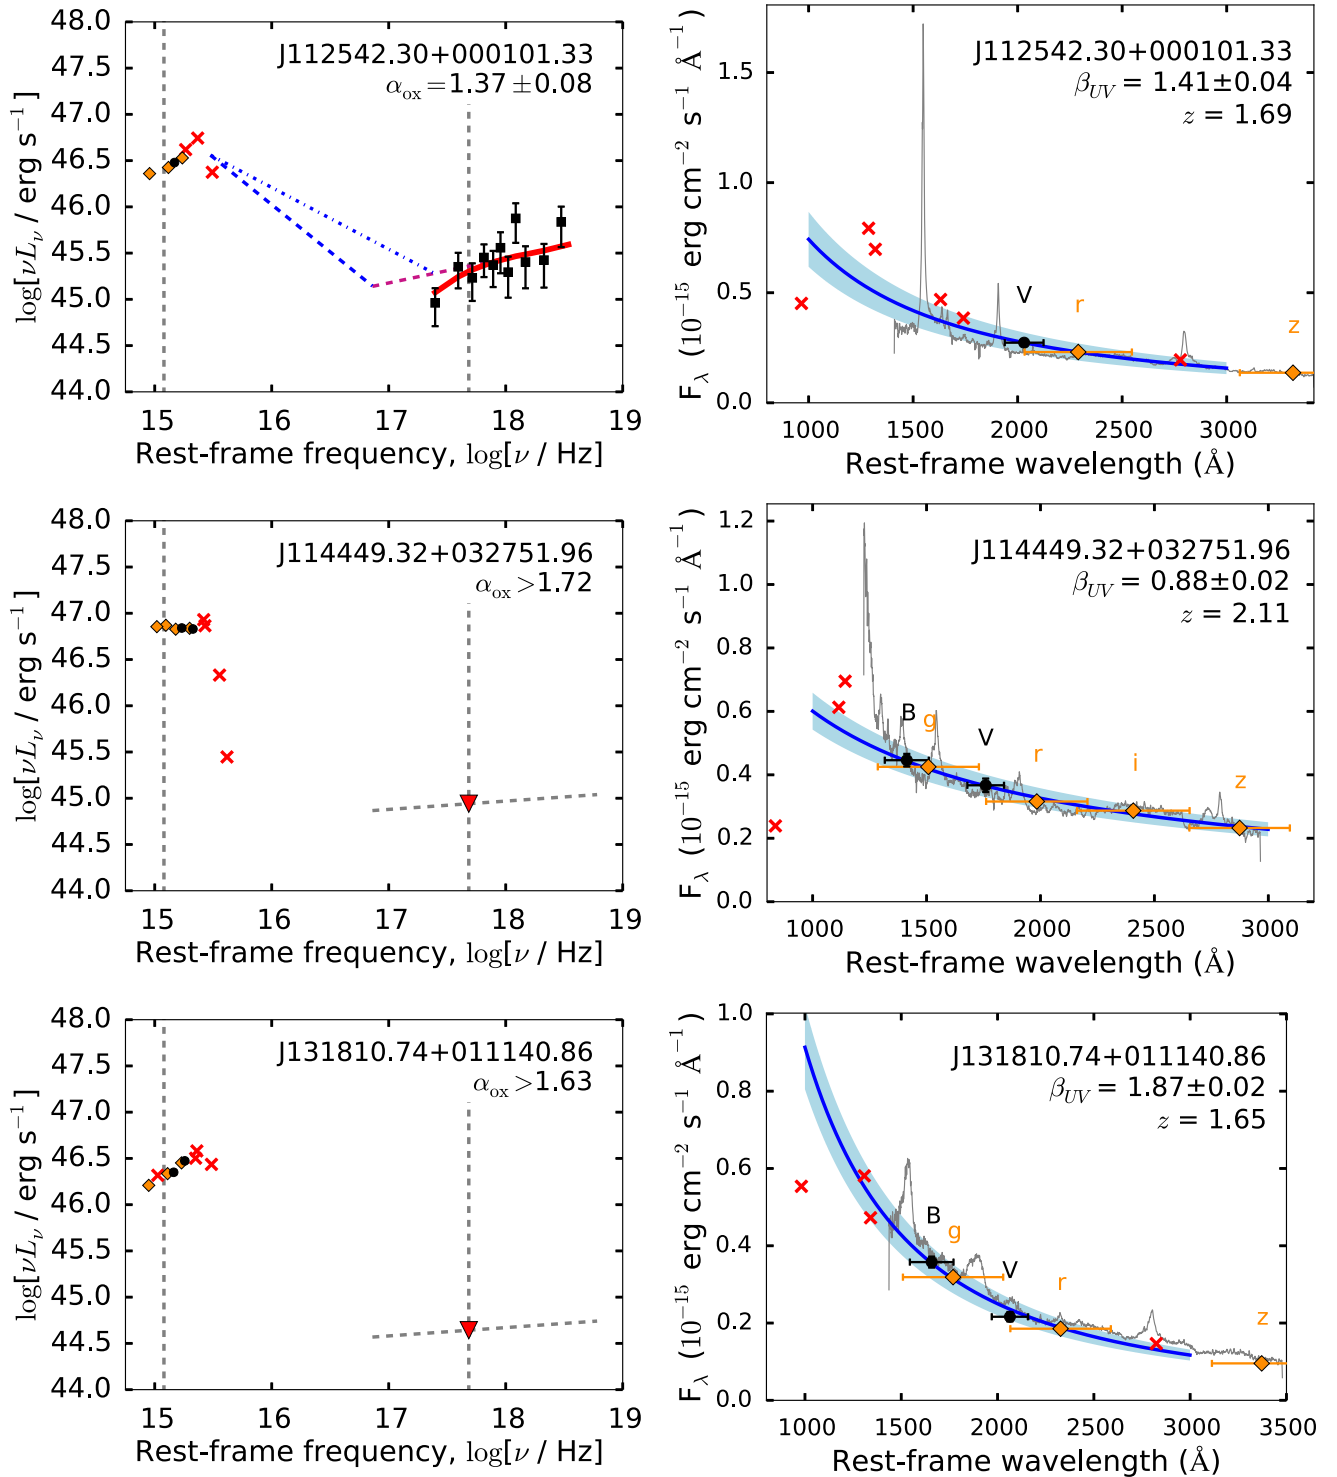 48.0
47.5
47.0
46.5
46.0
45.5
45.0
44.5
44.0
log[νLν / erg s⁻¹]
J112542.30+000101.33
αox = 1.37 ± 0.08
15 16 17 18 19
Rest-frame frequency, log[ν / Hz]
1.5
1.0
0.5
0.0
Fλ (10⁻¹⁵ erg cm⁻² s⁻¹ Å⁻¹)
J112542.30+000101.33
βUV = 1.41±0.04
z = 1.69
V r z
1000 1500 2000 2500 3000
Rest-frame wavelength (Å)
48.0
47.5
47.0
46.5
46.0
45.5
45.0
44.5
44.0
log[νLν / erg s⁻¹]
J114449.32+032751.96
αox >1.72
15 16 17 18 19
Rest-frame frequency, log[ν / Hz]
1.2
1.0
0.8
0.6
0.4
0.2
0.0
Fλ (10⁻¹⁵ erg cm⁻² s⁻¹ Å⁻¹)
J114449.32+032751.96
βUV = 0.88±0.02
z = 2.11
B g V r i z
1000 1500 2000 2500 3000
Rest-frame wavelength (Å)
48.0
47.5
47.0
46.5
46.0
45.5
45.0
44.5
44.0
log[νLν / erg s⁻¹]
J131810.74+011140.86
αox >1.63
15 16 17 18 19
Rest-frame frequency, log[ν / Hz]
1.0
0.8
0.6
0.4
0.2
0.0
Fλ (10⁻¹⁵ erg cm⁻² s⁻¹ Å⁻¹)
J131810.74+011140.86
βUV = 1.87±0.02
z = 1.65
B g V r z
1000 1500 2000 2500 3000 3500
Rest-frame wavelength (Å)